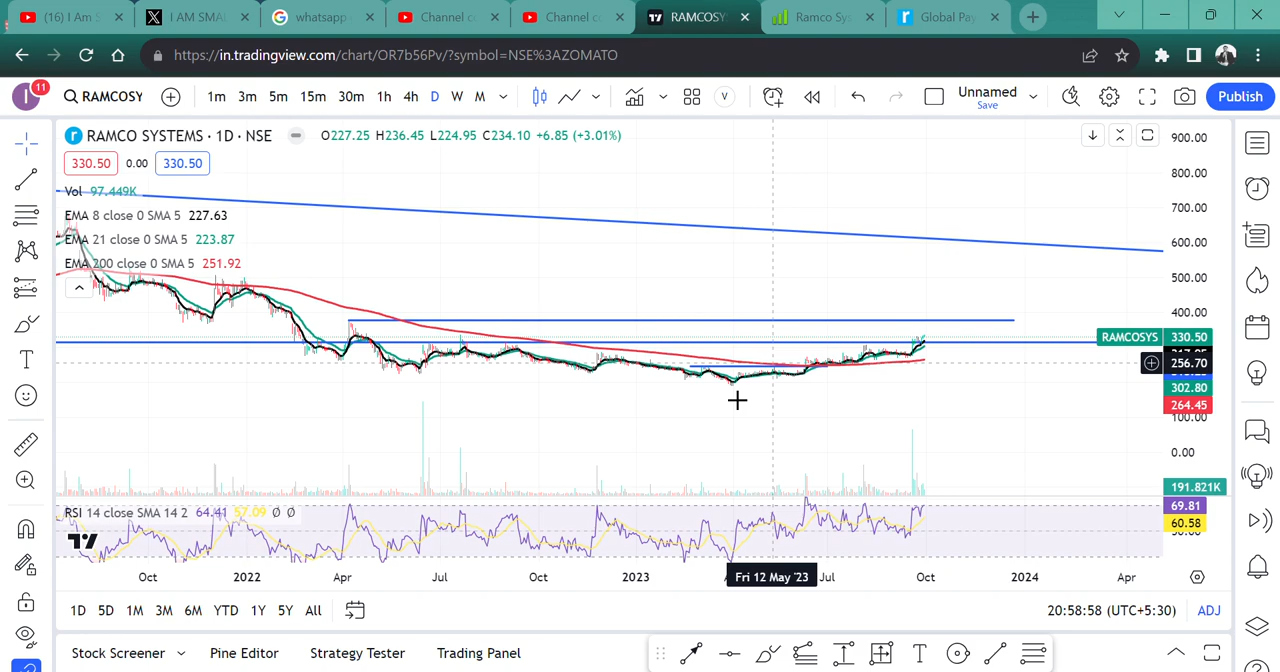 (16) I Am S
I AM SMAL
whatsapp
Channel c
Channel c
RAMCOSY
Ramco Sys
Global Pay
https://in.tradingview.com/chart/OR7b56Pv/?symbol=NSE%3AZOMATO
I 11 RAMCOSY 1m 3m 5m 15m 30m 1h 4h D W M V Unnamed Save Publish
RAMCO SYSTEMS · 1D · NSE O227.25 H236.45 L224.95 C234.10 +6.85 (+3.01%)
330.50 0.00 330.50
Vol 97.449K
EMA 8 close 0 SMA 5 227.63
EMA 21 close 0 SMA 5 223.87
EMA 200 close 0 SMA 5 251.92
900.00
800.00
700.00
600.00
500.00
400.00
RAMCOSYS 330.50
256.70
302.80
264.45
100.00
0.00
191.821K
RSI 14 close SMA 14 2 64.41 57.09 Ø Ø
69.81
60.58
Oct 2022 Apr Jul Oct 2023 Fri 12 May '23 Jul Oct 2024 Apr
1D 5D 1M 3M 6M YTD 1Y 5Y All 20:58:58 (UTC+5:30) ADJ
Stock Screener Pine Editor Strategy Tester Trading Panel